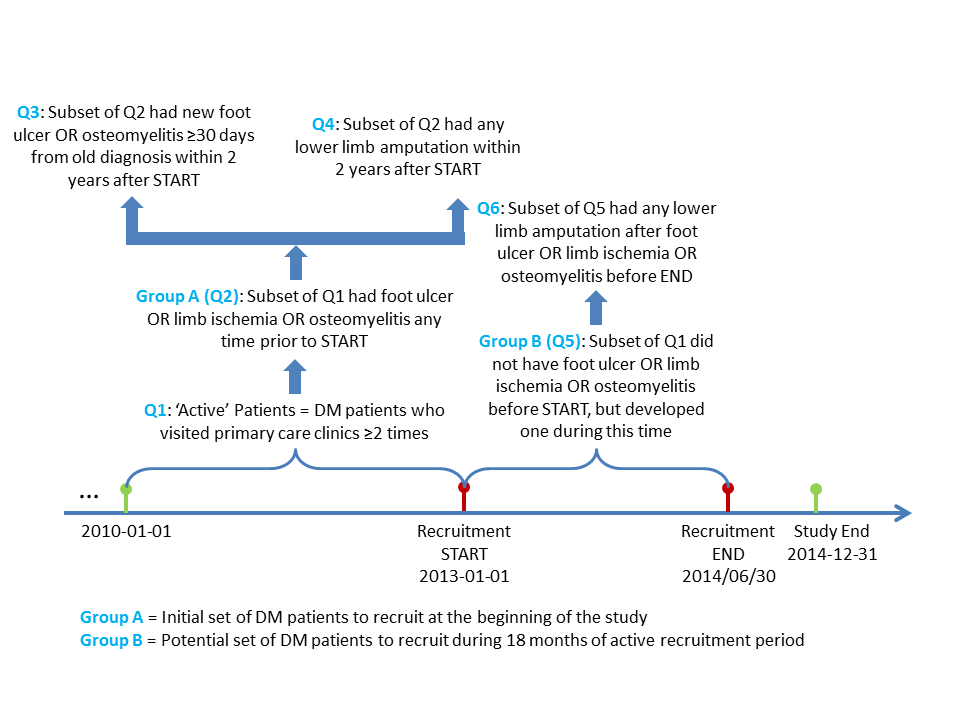 Q3: Subset of Q2 had new foot
ulcer OR osteomyelitis ≥30 days
from old diagnosis within 2
years after START
Q4: Subset of Q2 had any
lower limb amputation within
2 years after START
Q6: Subset of Q5 had any lower
limb amputation after foot
ulcer OR limb ischemia OR
osteomyelitis before END
Group A (Q2): Subset of Q1 had foot ulcer
OR limb ischemia OR osteomyelitis any
time prior to START
Group B (Q5): Subset of Q1 did
not have foot ulcer OR limb
ischemia OR osteomyelitis
before START, but developed
one during this time
Q1: ‘Active’ Patients = DM patients who
visited primary care clinics ≥2 times
...
2010-01-01
Recruitment
START
2013-01-01
Recruitment
END
2014/06/30
Study End
2014-12-31
Group A = Initial set of DM patients to recruit at the beginning of the study
Group B = Potential set of DM patients to recruit during 18 months of active recruitment period